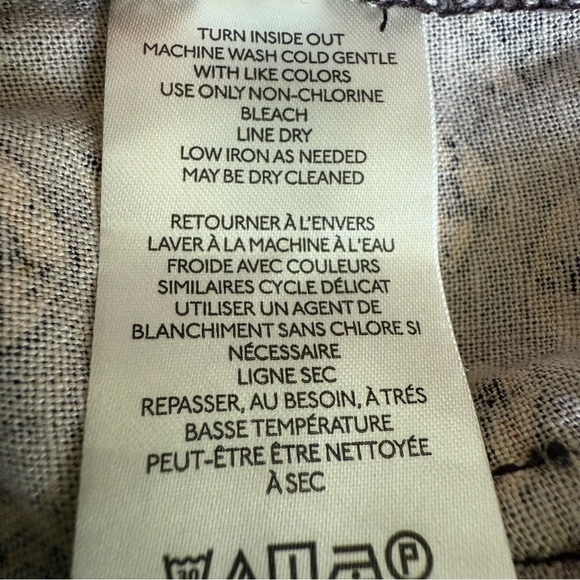 TURN INSIDE OUT
MACHINE WASH COLD GENTLE
WITH LIKE COLORS
USE ONLY NON-CHLORINE
BLEACH
LINE DRY
LOW IRON AS NEEDED
MAY BE DRY CLEANED
RETOURNER À L'ENVERS
LAVER À LA MACHINE À L'EAU
FROIDE AVEC COULEURS
SIMILAIRES CYCLE DÉLICAT
UTILISER UN AGENT DE
BLANCHIMENT SANS CHLORE SI
NÉCESSAIRE
LIGNE SEC
REPASSER, AU BESOIN, À TRÉS
BASSE TEMPÉRATURE
PEUT-ÊTRE ÊTRE NETTOYÉE
À SEC
30 P